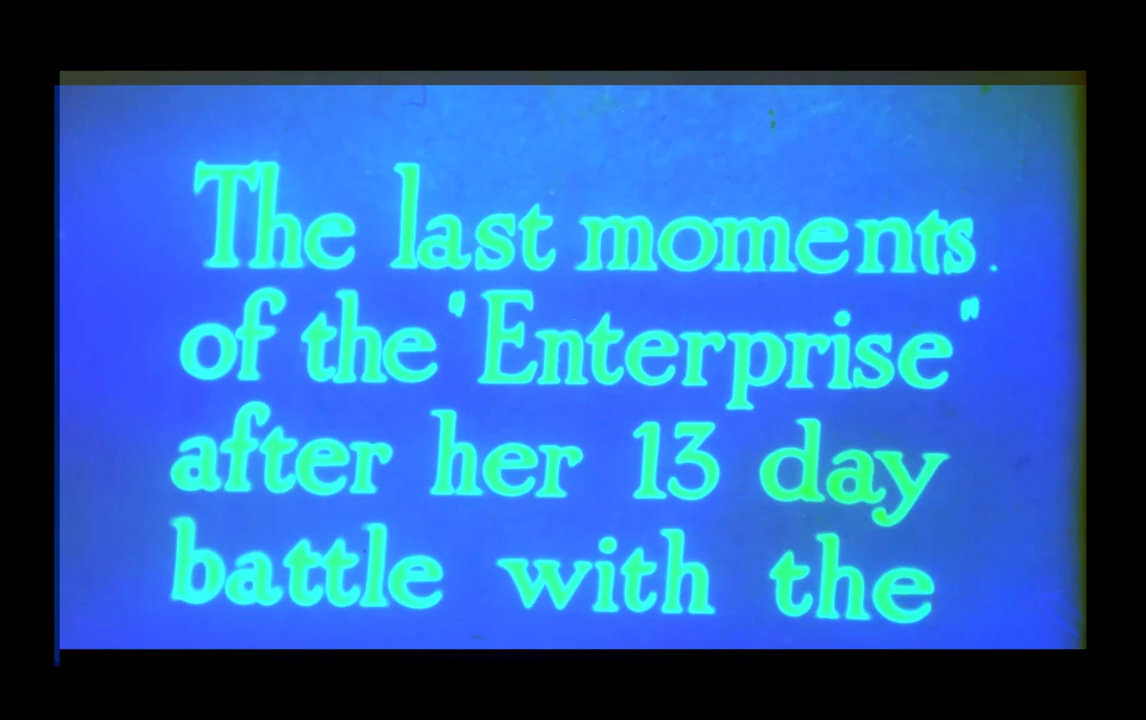 The last moments.
of the "Enterprise"
after her 13 day
battle with the